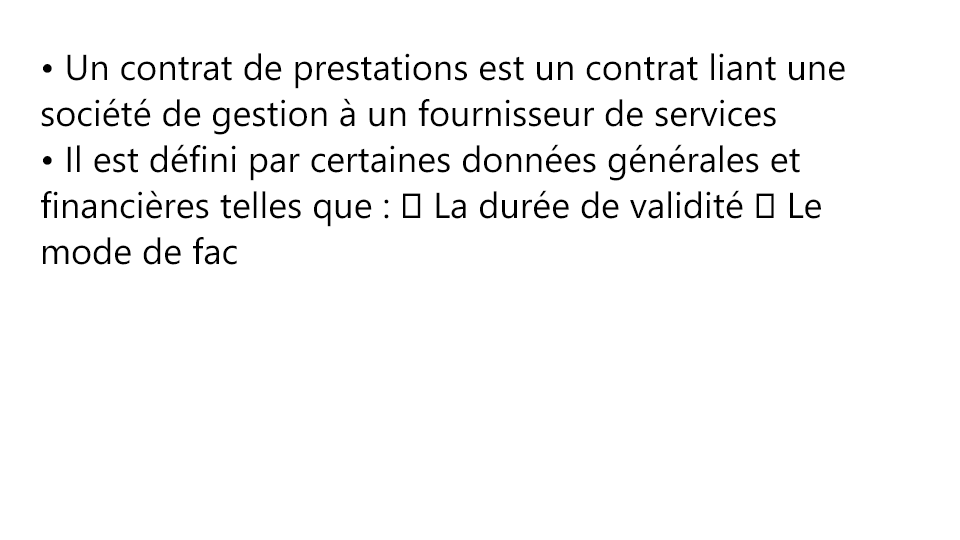 • Un contrat de prestations est un contrat liant une
société de gestion à un fournisseur de services
• Il est défini par certaines données générales et
financières telles que : ▯ La durée de validité ▯ Le
mode de fac